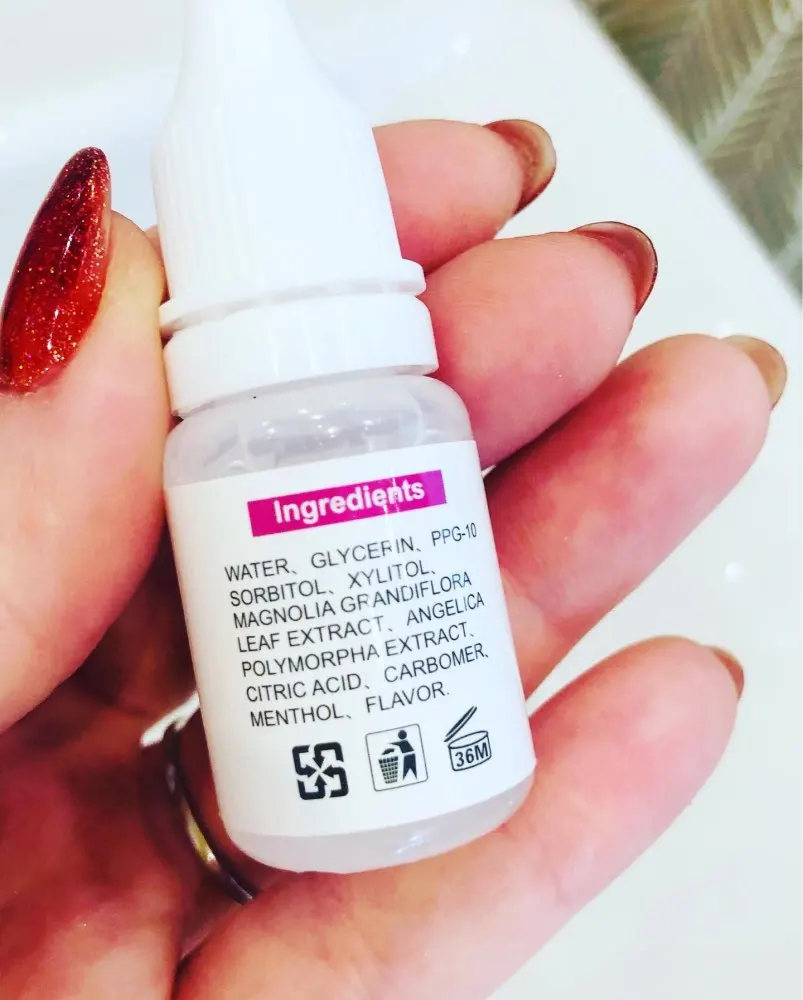 Ingredients
WATER、GLYCERIN、PPG-10
SORBITOL、XYLITOL、
MAGNOLIA GRANDIFLORA
LEAF EXTRACT、ANGELICA
POLYMORPHA EXTRACT、
CITRIC ACID、CARBOMER、
MENTHOL、FLAVOR.
36M